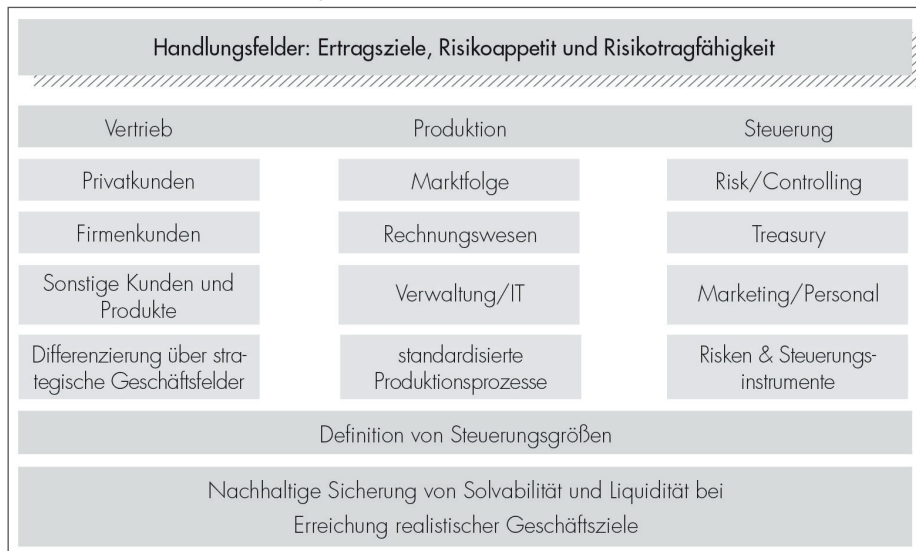 Handlungsfelder: Ertragsziele, Risikoappetit und Risikotragfähigkeit
Vertrieb
Produktion
Steuerung
Privatkunden
Marktfolge
Risk/Controlling
Firmenkunden
Rechnungswesen
Treasury
Sonstige Kunden und
Produkte
Verwaltung/IT
Marketing/Personal
Differenzierung über stra-
tegische Geschäftsfelder
standardisierte
Produktionsprozesse
Risken & Steuerungs-
instrumente
Definition von Steuerungsgrößen
Nachhaltige Sicherung von Solvabilität und Liquidität bei
Erreichung realistischer Geschäftsziele